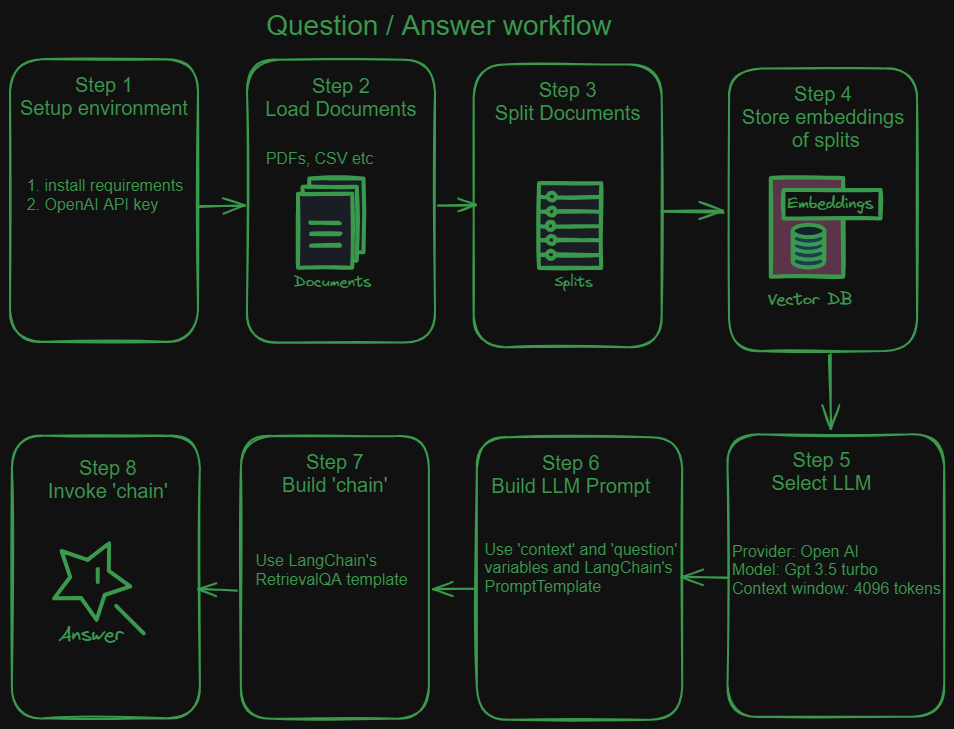 Question / Answer workflow
Step 1
Setup environment
1. install requirements
2. OpenAI API key
Step 2
Load Documents
PDFs, CSV etc
Documents
Step 3
Split Documents
Splits
Step 4
Store embeddings
of splits
Embeddings
Vector DB
Step 5
Select LLM
Provider: Open AI
Model: Gpt 3.5 turbo
Context window: 4096 tokens
Step 6
Build LLM Prompt
Use 'context' and 'question'
variables and LangChain's
PromptTemplate
Step 7
Build 'chain'
Use LangChain's
RetrievalQA template
Step 8
Invoke 'chain'
Answer